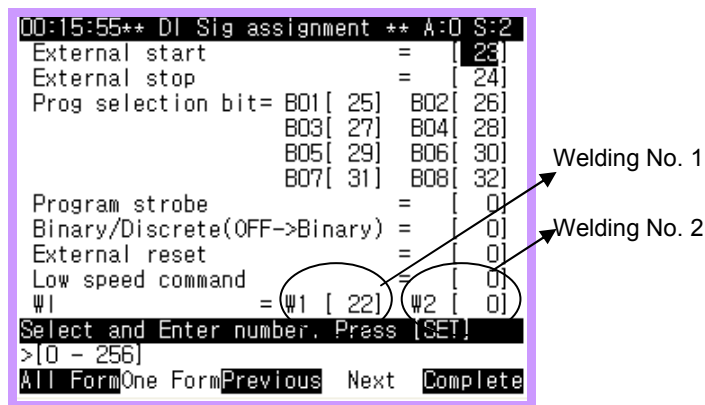 00:15:55** DI Sig assignment ** A:0 S:2
External start = [ 23]
External stop = [ 24]
Prog selection bit= B01[ 25] B02[ 26]
B03[ 27] B04[ 28]
B05[ 29] B06[ 30]
B07[ 31] B08[ 32]
Program strobe = [ 0]
Binary/Discrete(OFF->Binary) = [ 0]
External reset = [ 0]
Low speed command = [ 0]
WI = W1 [ 22] W2 [ 0]
Select and Enter number. Press [SET]
>[0 - 256]
All Form One Form Previous Next Complete
Welding No. 1
Welding No. 2